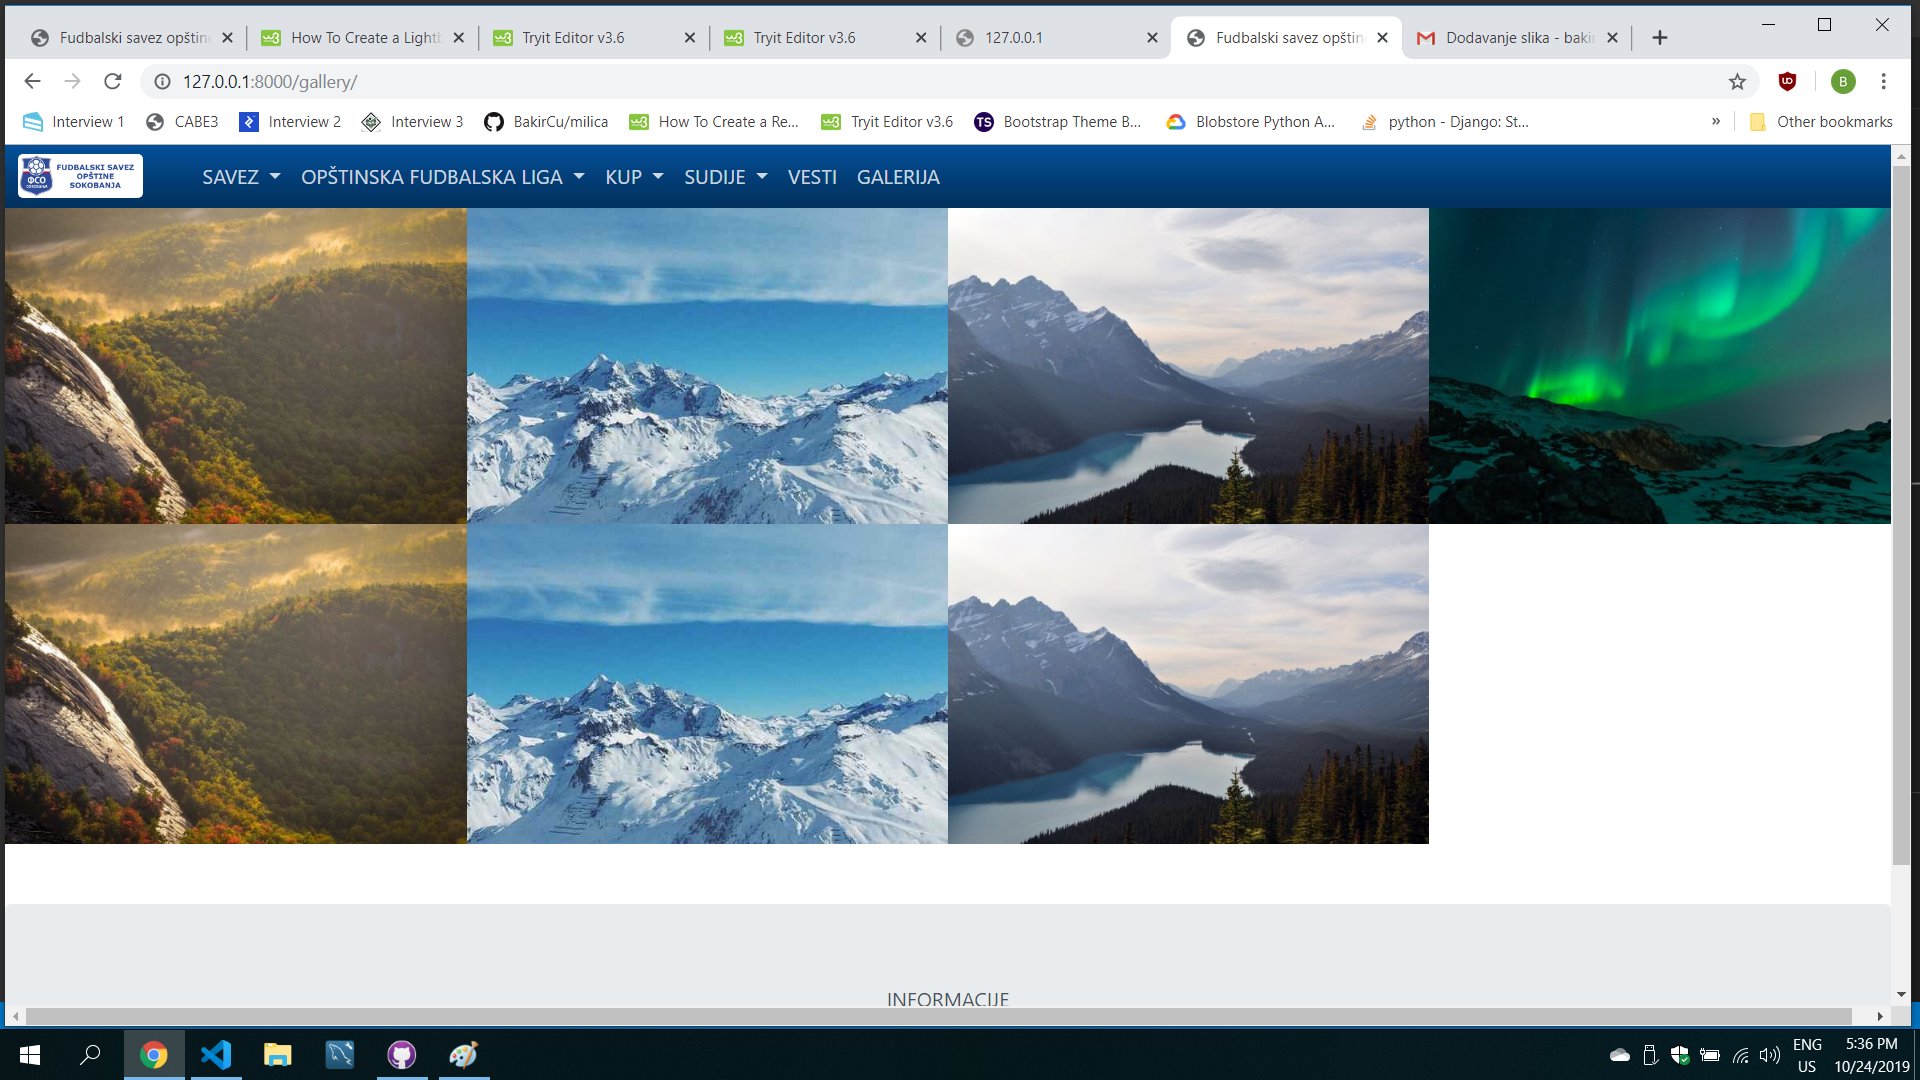 Fudbalski savez opštin
How To Create a Lightb
Tryit Editor v3.6
Tryit Editor v3.6
127.0.0.1
Fudbalski savez opštin
Dodavanje slika - bakir
127.0.0.1:8000/gallery/
B
Interview 1
CABE3
Interview 2
Interview 3
BakirCu/milica
How To Create a Re...
Tryit Editor v3.6
TS
Bootstrap Theme B...
Blobstore Python A...
python - Django: St...
»
Other bookmarks
FUDBALSKI SAVEZ
OPŠTINE
SOKOBANJA
ФСО
SAVEZ
OPŠTINSKA FUDBALSKA LIGA
KUP
SUDIJE
VESTI
GALERIJA
INFORMACIJE
ENG
US
5:36 PM
10/24/2019